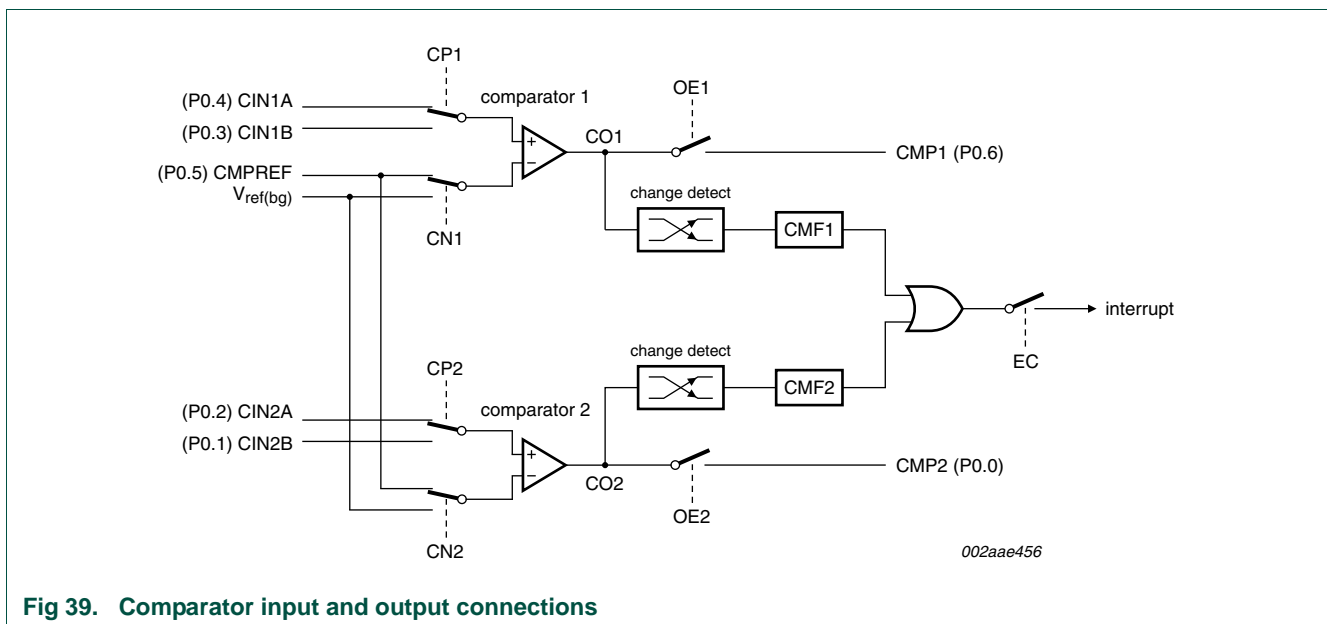 CP1
OE1
(P0.4) CIN1A
comparator 1
(P0.3) CIN1B
+
CO1
CMP1 (P0.6)
(P0.5) CMPREF
−
Vref(bg)
change detect
CN1
CMF1
interrupt
change detect
EC
CP2
CMF2
(P0.2) CIN2A
comparator 2
(P0.1) CIN2B
+
CMP2 (P0.0)
−
CO2
OE2
CN2
002aae456
Fig 39. Comparator input and output connections